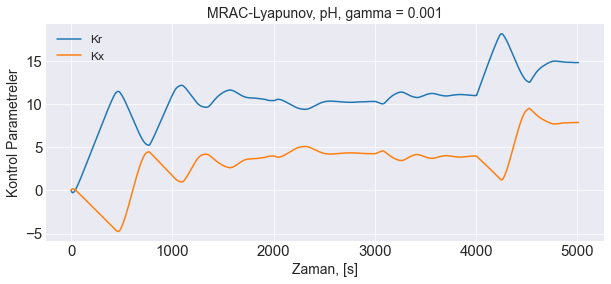 MRAC-Lyapunov, pH, gamma = 0.001
Kr
Kx
Kontrol Parametreler
15
10
5
0
−5
0 1000 2000 3000 4000 5000
Zaman, [s]